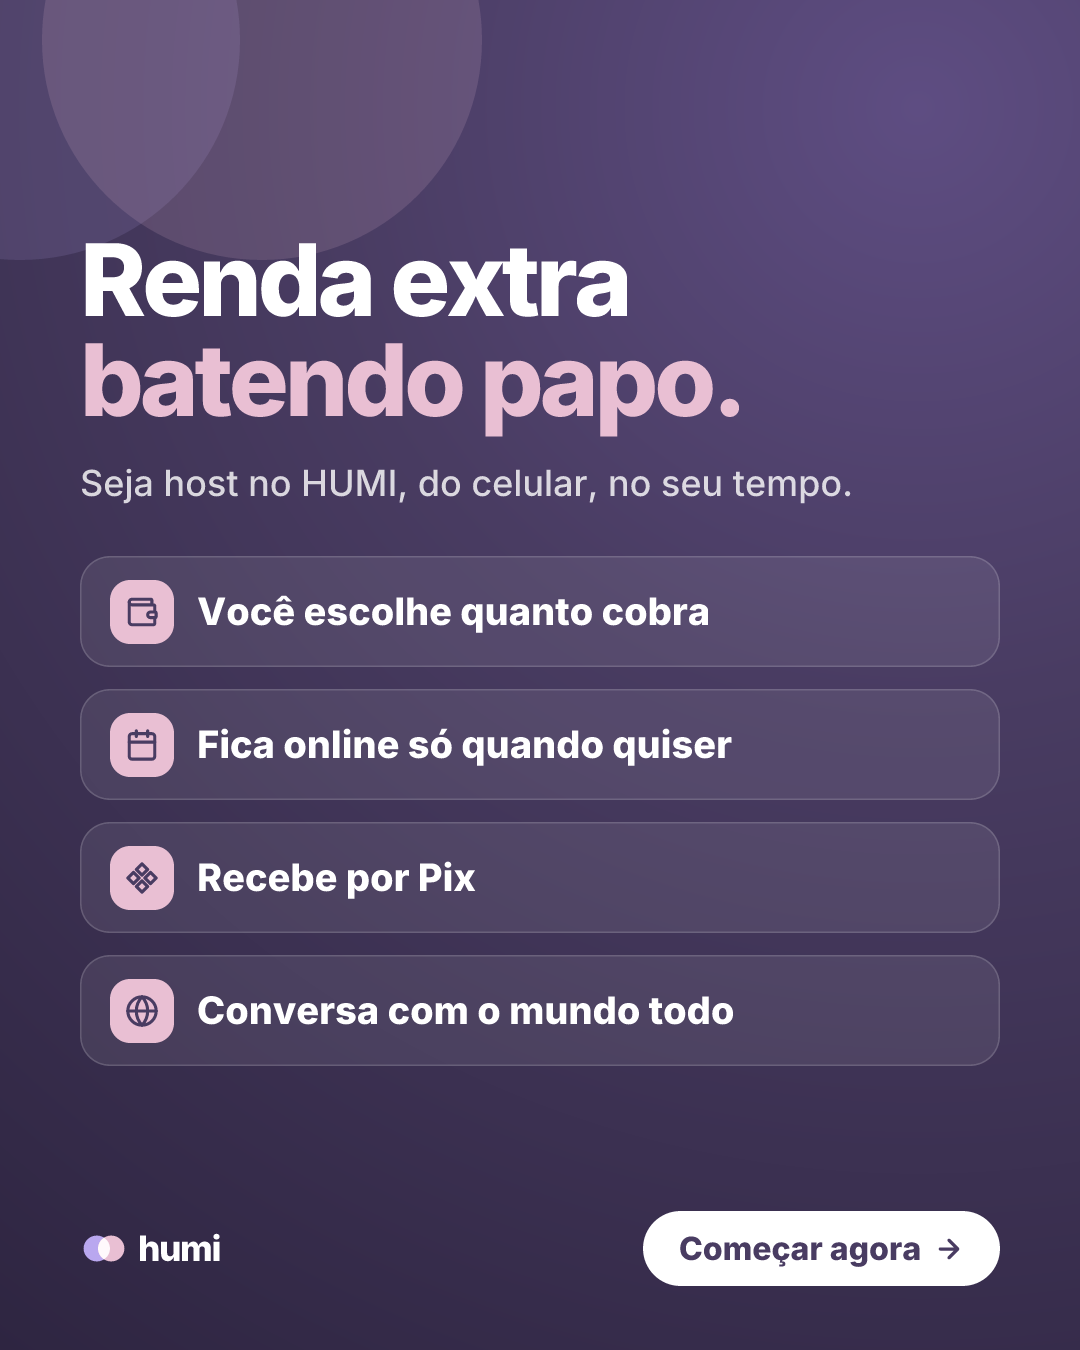 Renda extra
batendo papo.
Seja host no HUMI, do celular, no seu tempo.
Você escolhe quanto cobra
Fica online só quando quiser
Recebe por Pix
Conversa com o mundo todo
humi
Começar agora →